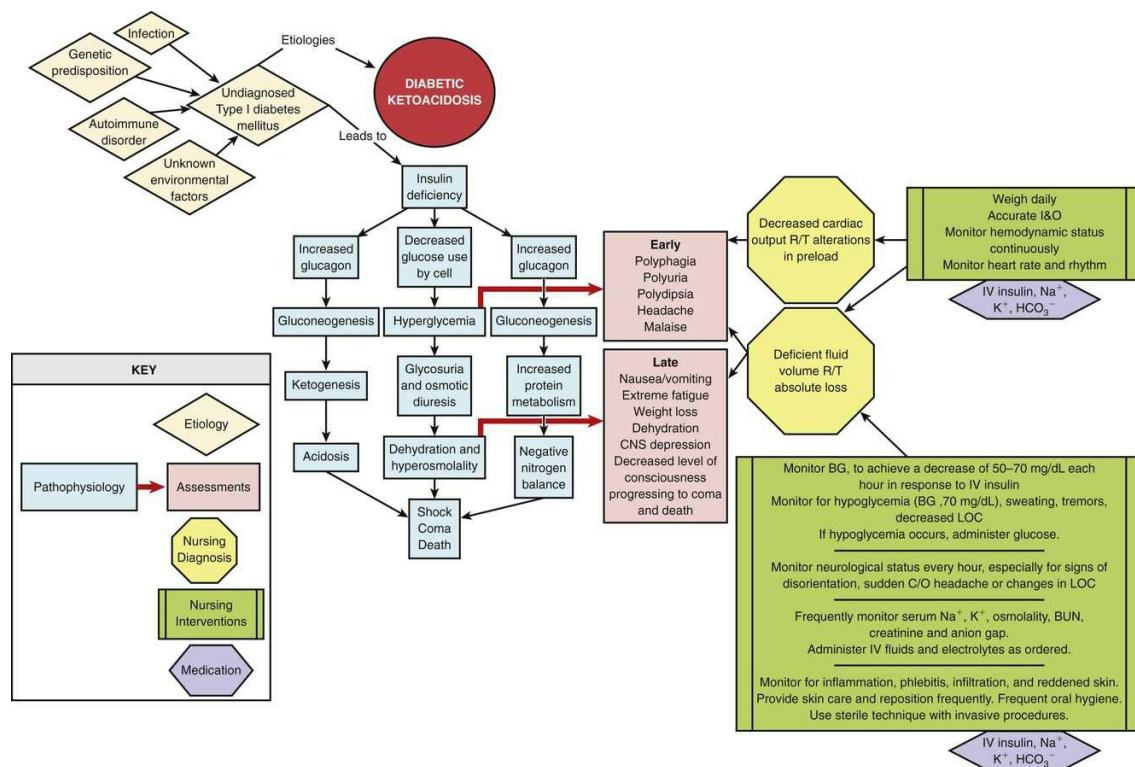 Infection
Genetic
predisposition
Autoimmune
disorder
Unknown
environmental
factors
Undiagnosed
Type I diabetes
mellitus
Etiologies
Leads to
DIABETIC
KETOACIDOSIS
Insulin
deficiency
Increased
glucagon
Decreased
glucose use
by cell
Increased
glucagon
Gluconeogenesis
Hyperglycemia
Gluconeogenesis
Ketogenesis
Glycosuria
and osmotic
diuresis
Increased
protein
metabolism
Acidosis
Dehydration and
hyperosmolality
Negative
nitrogen
balance
Shock
Coma
Death
Early
Polyphagia
Polyuria
Polydipsia
Headache
Malaise
Late
Nausea/vomiting
Extreme fatigue
Weight loss
Dehydration
CNS depression
Decreased level of
consciousness
progressing to coma
and death
Decreased cardiac
output R/T alterations
in preload
Deficient fluid
volume R/T
absolute loss
Weigh daily
Accurate I&O
Monitor hemodynamic status
continuously
Monitor heart rate and rhythm
IV insulin, Na⁺,
K⁺, HCO₃⁻
Monitor BG, to achieve a decrease of 50–70 mg/dL each
hour in response to IV insulin
Monitor for hypoglycemia (BG ,70 mg/dL), sweating, tremors,
decreased LOC
If hypoglycemia occurs, administer glucose.
Monitor neurological status every hour, especially for signs of
disorientation, sudden C/O headache or changes in LOC
Frequently monitor serum Na⁺, K⁺, osmolality, BUN,
creatinine and anion gap.
Administer IV fluids and electrolytes as ordered.
Monitor for inflammation, phlebitis, infiltration, and reddened skin.
Provide skin care and reposition frequently. Frequent oral hygiene.
Use sterile technique with invasive procedures.
IV insulin, Na⁺,
K⁺, HCO₃⁻
KEY
Etiology
Pathophysiology
Assessments
Nursing
Diagnosis
Nursing
Interventions
Medication